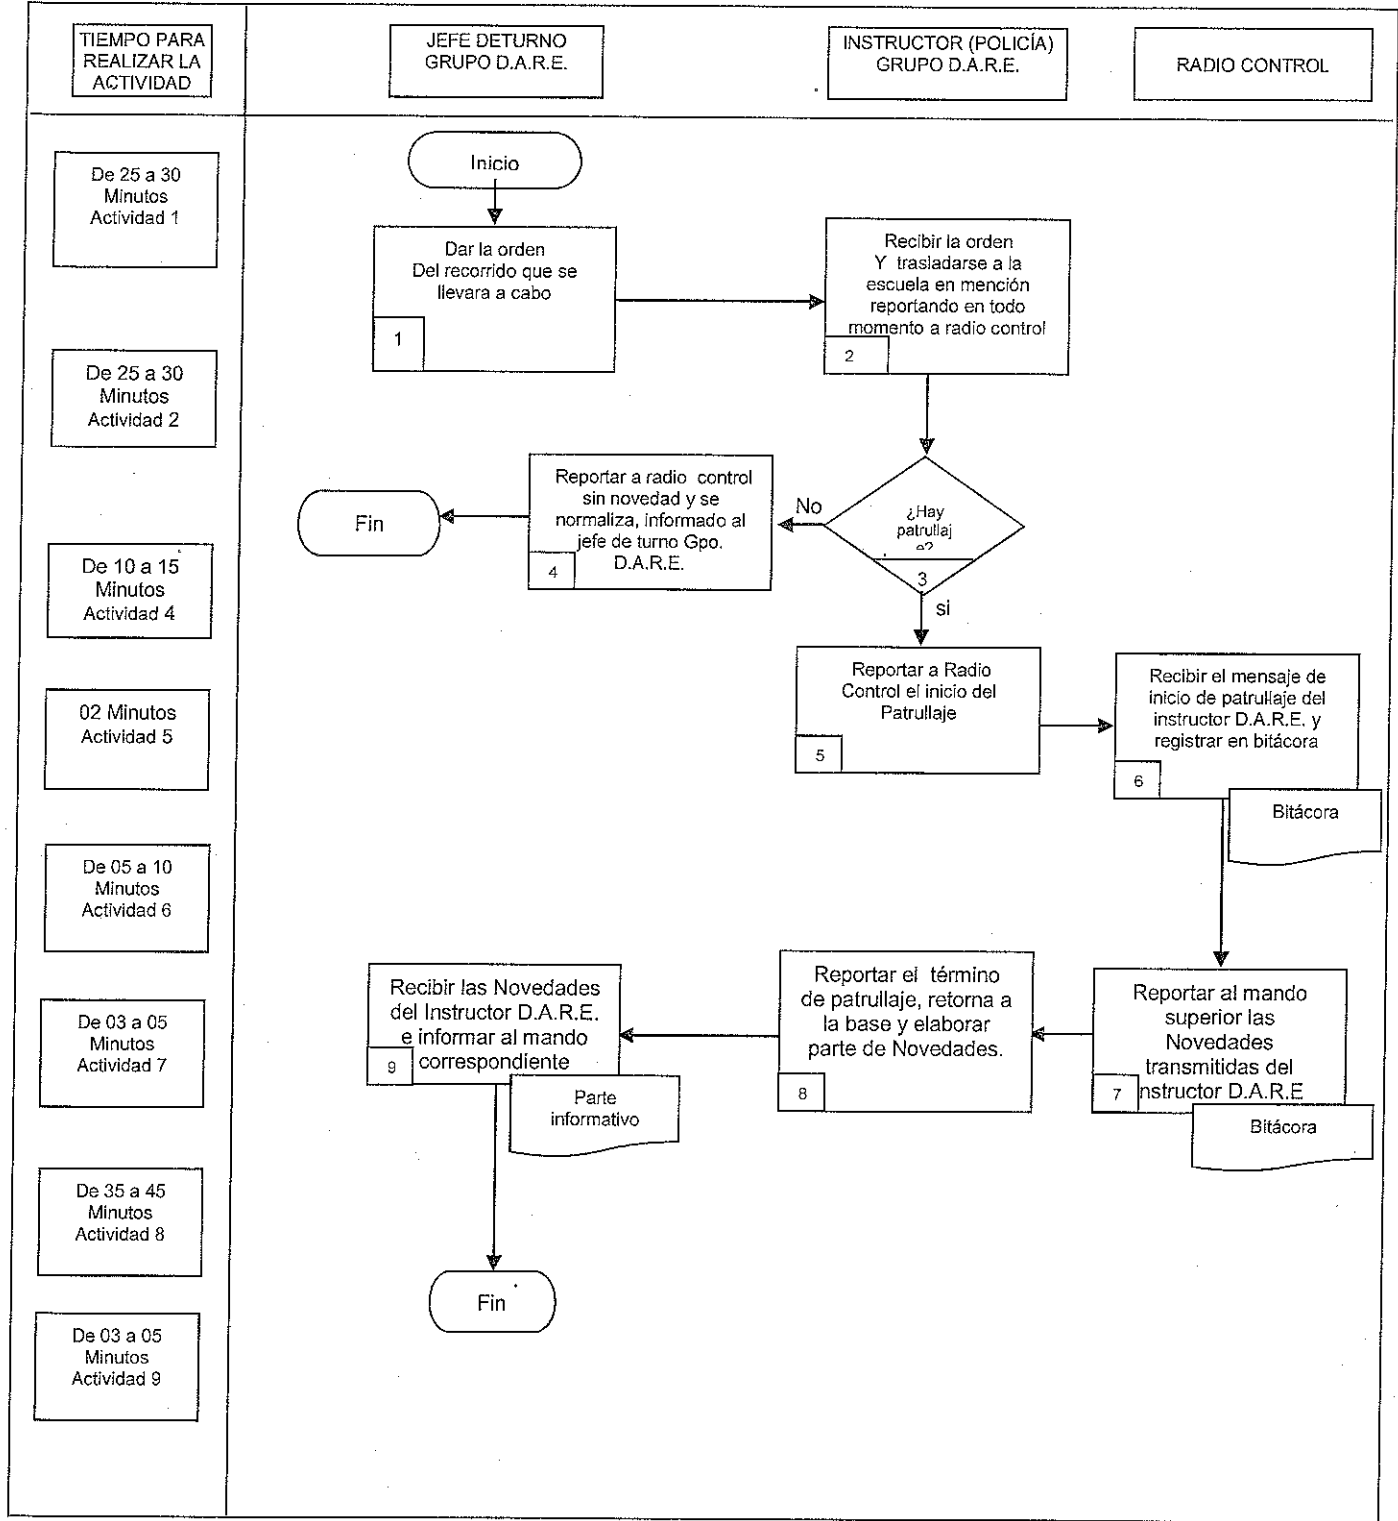 TIEMPO PARA
REALIZAR LA
ACTIVIDAD
JEFE DETURNO
GRUPO D.A.R.E.
INSTRUCTOR (POLICÍA)
GRUPO D.A.R.E.
RADIO CONTROL
De 25 a 30
Minutos
Actividad 1
De 25 a 30
Minutos
Actividad 2
De 10 a 15
Minutos
Actividad 4
02 Minutos
Actividad 5
De 05 a 10
Minutos
Actividad 6
De 03 a 05
Minutos
Actividad 7
De 35 a 45
Minutos
Actividad 8
De 03 a 05
Minutos
Actividad 9
Inicio
Dar la orden
Del recorrido que se
llevara a cabo
1
Recibir la orden
Y trasladarse a la
escuela en mención
reportando en todo
momento a radio control
2
¿Hay
patrullaj
e?
3
No
si
Reportar a radio control
sin novedad y se
normaliza, informado al
jefe de turno Gpo.
D.A.R.E.
4
Fin
Reportar a Radio
Control el inicio del
Patrullaje
5
Recibir el mensaje de
inicio de patrullaje del
instructor D.A.R.E. y
registrar en bitácora
6
Bitácora
Reportar al mando
superior las
Novedades
transmitidas del
nstructor D.A.R.E
7
Bitácora
Reportar el término
de patrullaje, retorna a
la base y elaborar
parte de Novedades.
8
Recibir las Novedades
del Instructor D.A.R.E.
e informar al mando
correspondiente
9
Parte
informativo
Fin